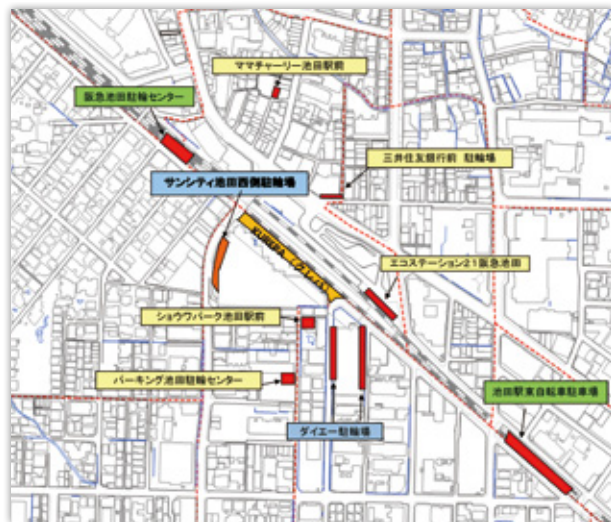 ママチャーリー池田駅前
阪急池田駐輪センター
三井住友銀行前 駐輪場
サンシティ池田西側駐輪場
エコステーション21阪急池田
ショウワパーク池田駅前
パーキング池田駐輪センター
ダイエー駐輪場
池田駅東自転車駐車場